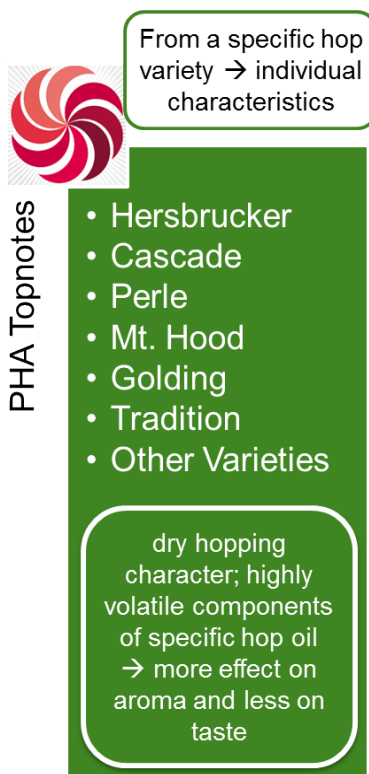 From a specific hop
variety → individual
characteristics
PHA Topnotes
• Hersbrucker
• Cascade
• Perle
• Mt. Hood
• Golding
• Tradition
• Other Varieties
dry hopping
character; highly
volatile components
of specific hop oil
→ more effect on
aroma and less on
taste